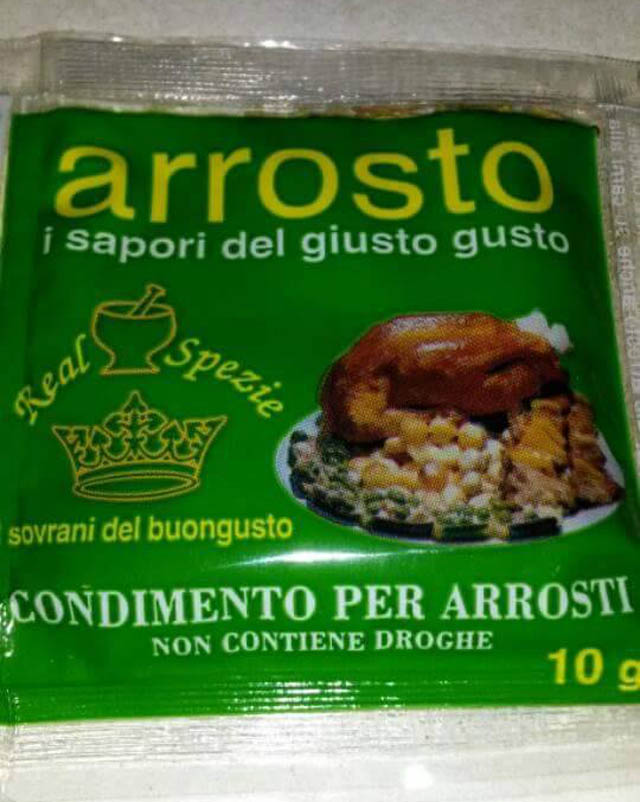 arrosto
i sapori del giusto gusto
Real Spezie
sovrani del buongusto
CONDIMENTO PER ARROSTI
NON CONTIENE DROGHE
10 g